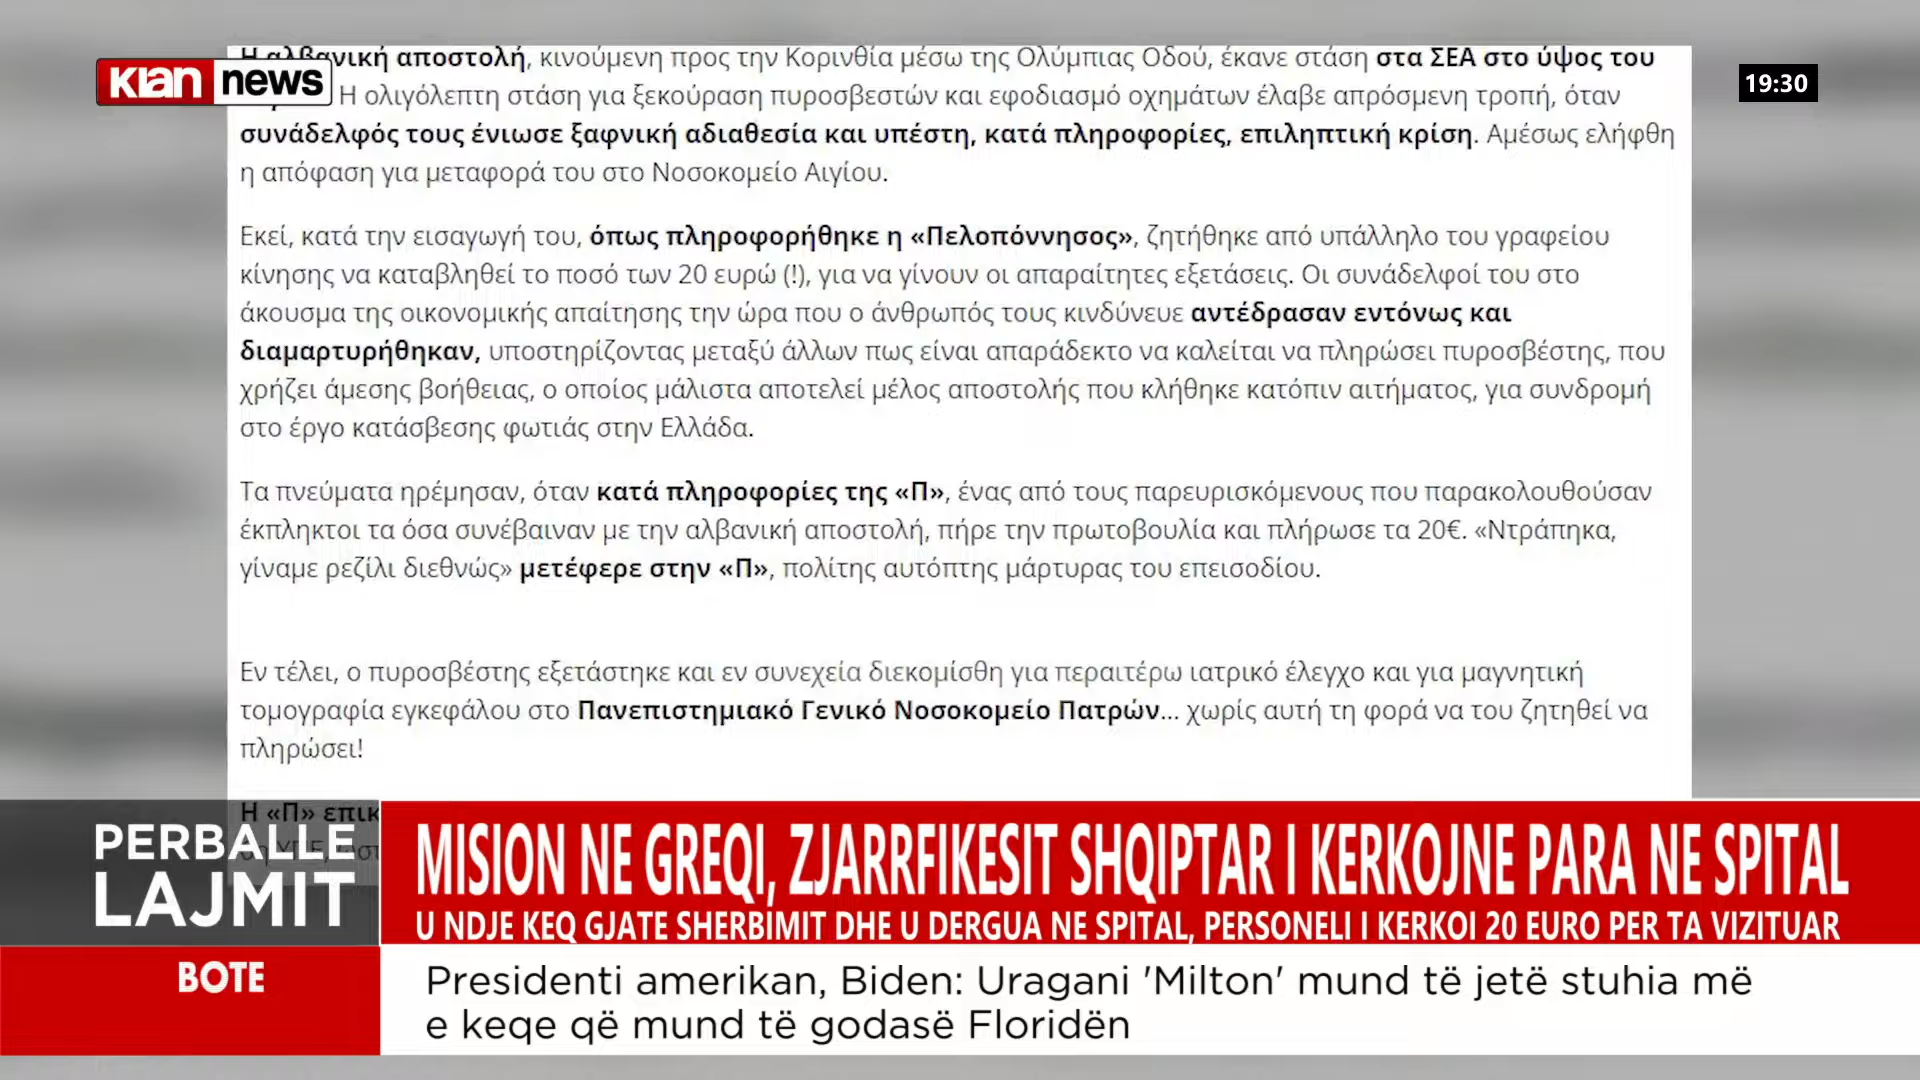 Η αλβανική αποστολή, κινούμενη προς την Κορινθία μέσω της Ολύμπιας Οδού, έκανε στάση στα ΣΕΑ στο ύψος του
klan news
19:30
Η ολιγόλεπτη στάση για ξεκούραση πυροσβεστών και εφοδιασμό οχημάτων έλαβε απρόσμενη τροπή, όταν
συνάδελφός τους ένιωσε ξαφνική αδιαθεσία και υπέστη, κατά πληροφορίες, επιληπτική κρίση. Αμέσως ελήφθη
η απόφαση για μεταφορά του στο Νοσοκομείο Αιγίου.
Εκεί, κατά την εισαγωγή του, όπως πληροφορήθηκε η «Πελοπόννησος», ζητήθηκε από υπάλληλο του γραφείου
κίνησης να καταβληθεί το ποσό των 20 ευρώ (!), για να γίνουν οι απαραίτητες εξετάσεις. Οι συνάδελφοί του στο
άκουσμα της οικονομικής απαίτησης την ώρα που ο άνθρωπός τους κινδύνευε αντέδρασαν εντόνως και
διαμαρτυρήθηκαν, υποστηρίζοντας μεταξύ άλλων πως είναι απαράδεκτο να καλείται να πληρώσει πυροσβέστης, που
χρήζει άμεσης βοήθειας, ο οποίος μάλιστα αποτελεί μέλος αποστολής που κλήθηκε κατόπιν αιτήματος, για συνδρομή
στο έργο κατάσβεσης φωτιάς στην Ελλάδα.
Τα πνεύματα ηρέμησαν, όταν κατά πληροφορίες της «Π», ένας από τους παρευρισκόμενους που παρακολουθούσαν
έκπληκτοι τα όσα συνέβαιναν με την αλβανική αποστολή, πήρε την πρωτοβουλία και πλήρωσε τα 20€. «Ντράπηκα,
γίναμε ρεζίλι διεθνώς» μετέφερε στην «Π», πολίτης αυτόπτης μάρτυρας του επεισοδίου.
Εν τέλει, ο πυροσβέστης εξετάστηκε και εν συνεχεία διεκομίσθη για περαιτέρω ιατρικό έλεγχο και για μαγνητική
τομογραφία εγκεφάλου στο Πανεπιστημιακό Γενικό Νοσοκομείο Πατρών... χωρίς αυτή τη φορά να του ζητηθεί να
πληρώσει!
Η «Π» επικ
PERBALLE
LAJMIT
MISION NE GREQI, ZJARRFIKESIT SHQIPTAR I KERKOJNE PARA NE SPITAL
U NDJE KEQ GJATE SHERBIMIT DHE U DERGUA NE SPITAL, PERSONELI I KERKOI 20 EURO PER TA VIZITUAR
BOTE
Presidenti amerikan, Biden: Uragani 'Milton' mund të jetë stuhia më
e keqe që mund të godasë Floridën